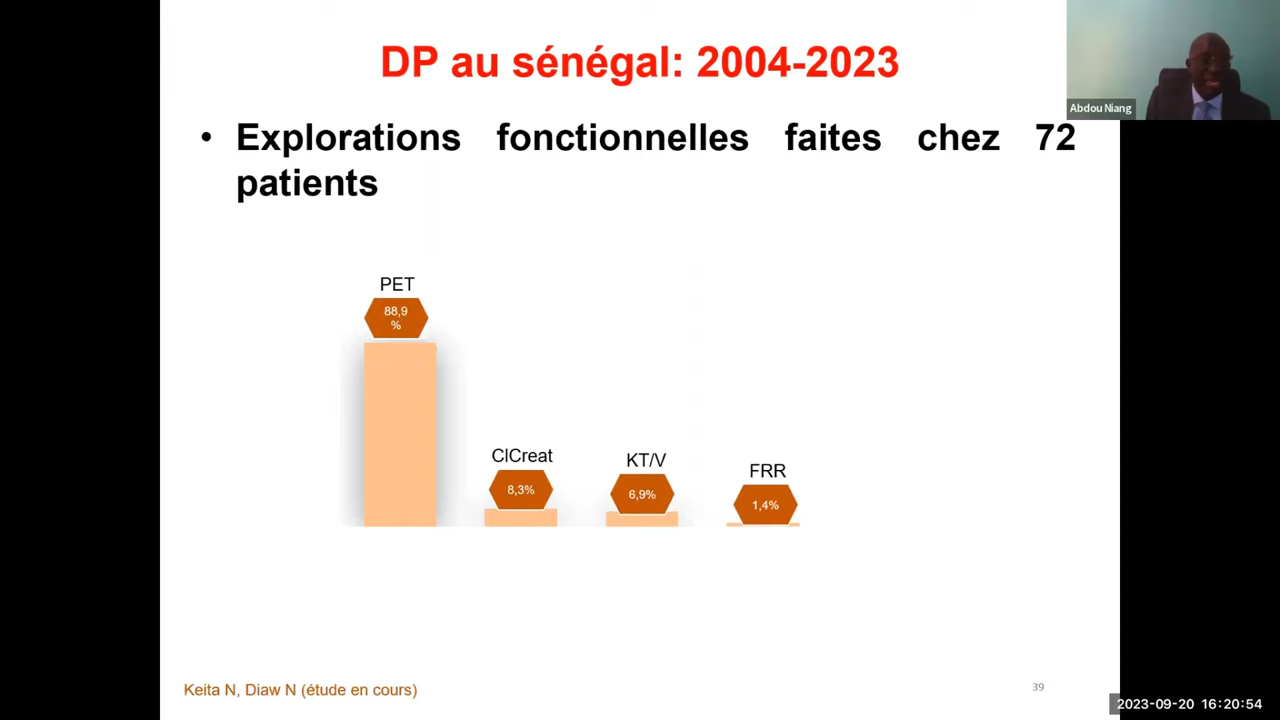 DP au sénégal: 2004-2023
Abdou Niang
• Explorations fonctionnelles faites chez 72
patients
PET
88,9
%
ClCreat
8,3%
KT/V
6,9%
FRR
1,4%
Keita N, Diaw N (étude en cours)
39
2023-09-20 16:20:54